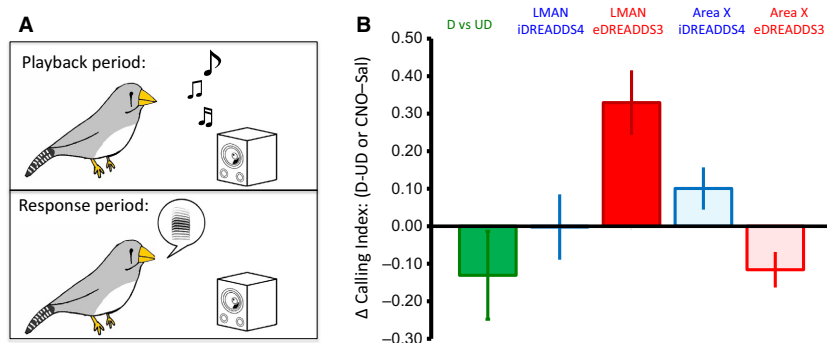 A
Playback period:
Response period:
B
D vs UD
LMAN
iDREADDS4
LMAN
eDREADDS3
Area X
iDREADDS4
Area X
eDREADDS3
Δ Calling Index: (D-UD or CNO–Sal)
0.50
0.40
0.30
0.20
0.10
0.00
−0.10
−0.20
−0.30